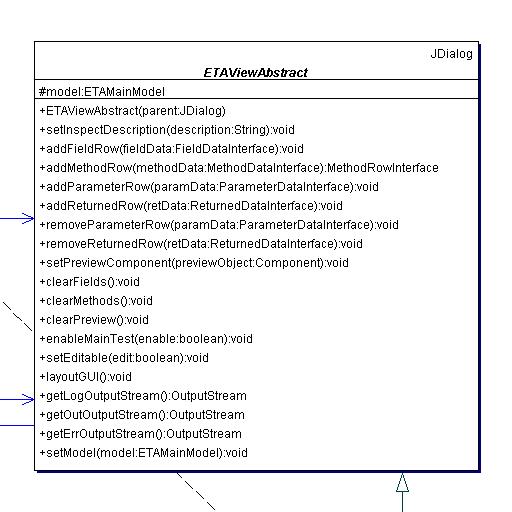 JDialog
ETAViewAbstract
#model:ETAMainModel
+ETAViewAbstract(parent:JDialog)
+setInspectDescription(description:String):void
+addFieldRow(fieldData:FieldDataInterface):void
+addMethodRow(methodData:MethodDataInterface):MethodRowInterface
+addParameterRow(paramData:ParameterDataInterface):void
+addReturnedRow(retData:ReturnedDataInterface):void
+removeParameterRow(paramData:ParameterDataInterface):void
+removeReturnedRow(retData:ReturnedDataInterface):void
+setPreviewComponent(previewObject:Component):void
+clearFields():void
+clearMethods():void
+clearPreview():void
+enableMainTest(enable:boolean):void
+setEditable(edit:boolean):void
+layoutGUI():void
+getLogOutputStream():OutputStream
+getOutOutputStream():OutputStream
+getErrOutputStream():OutputStream
+setModel(model:ETAMainModel):void